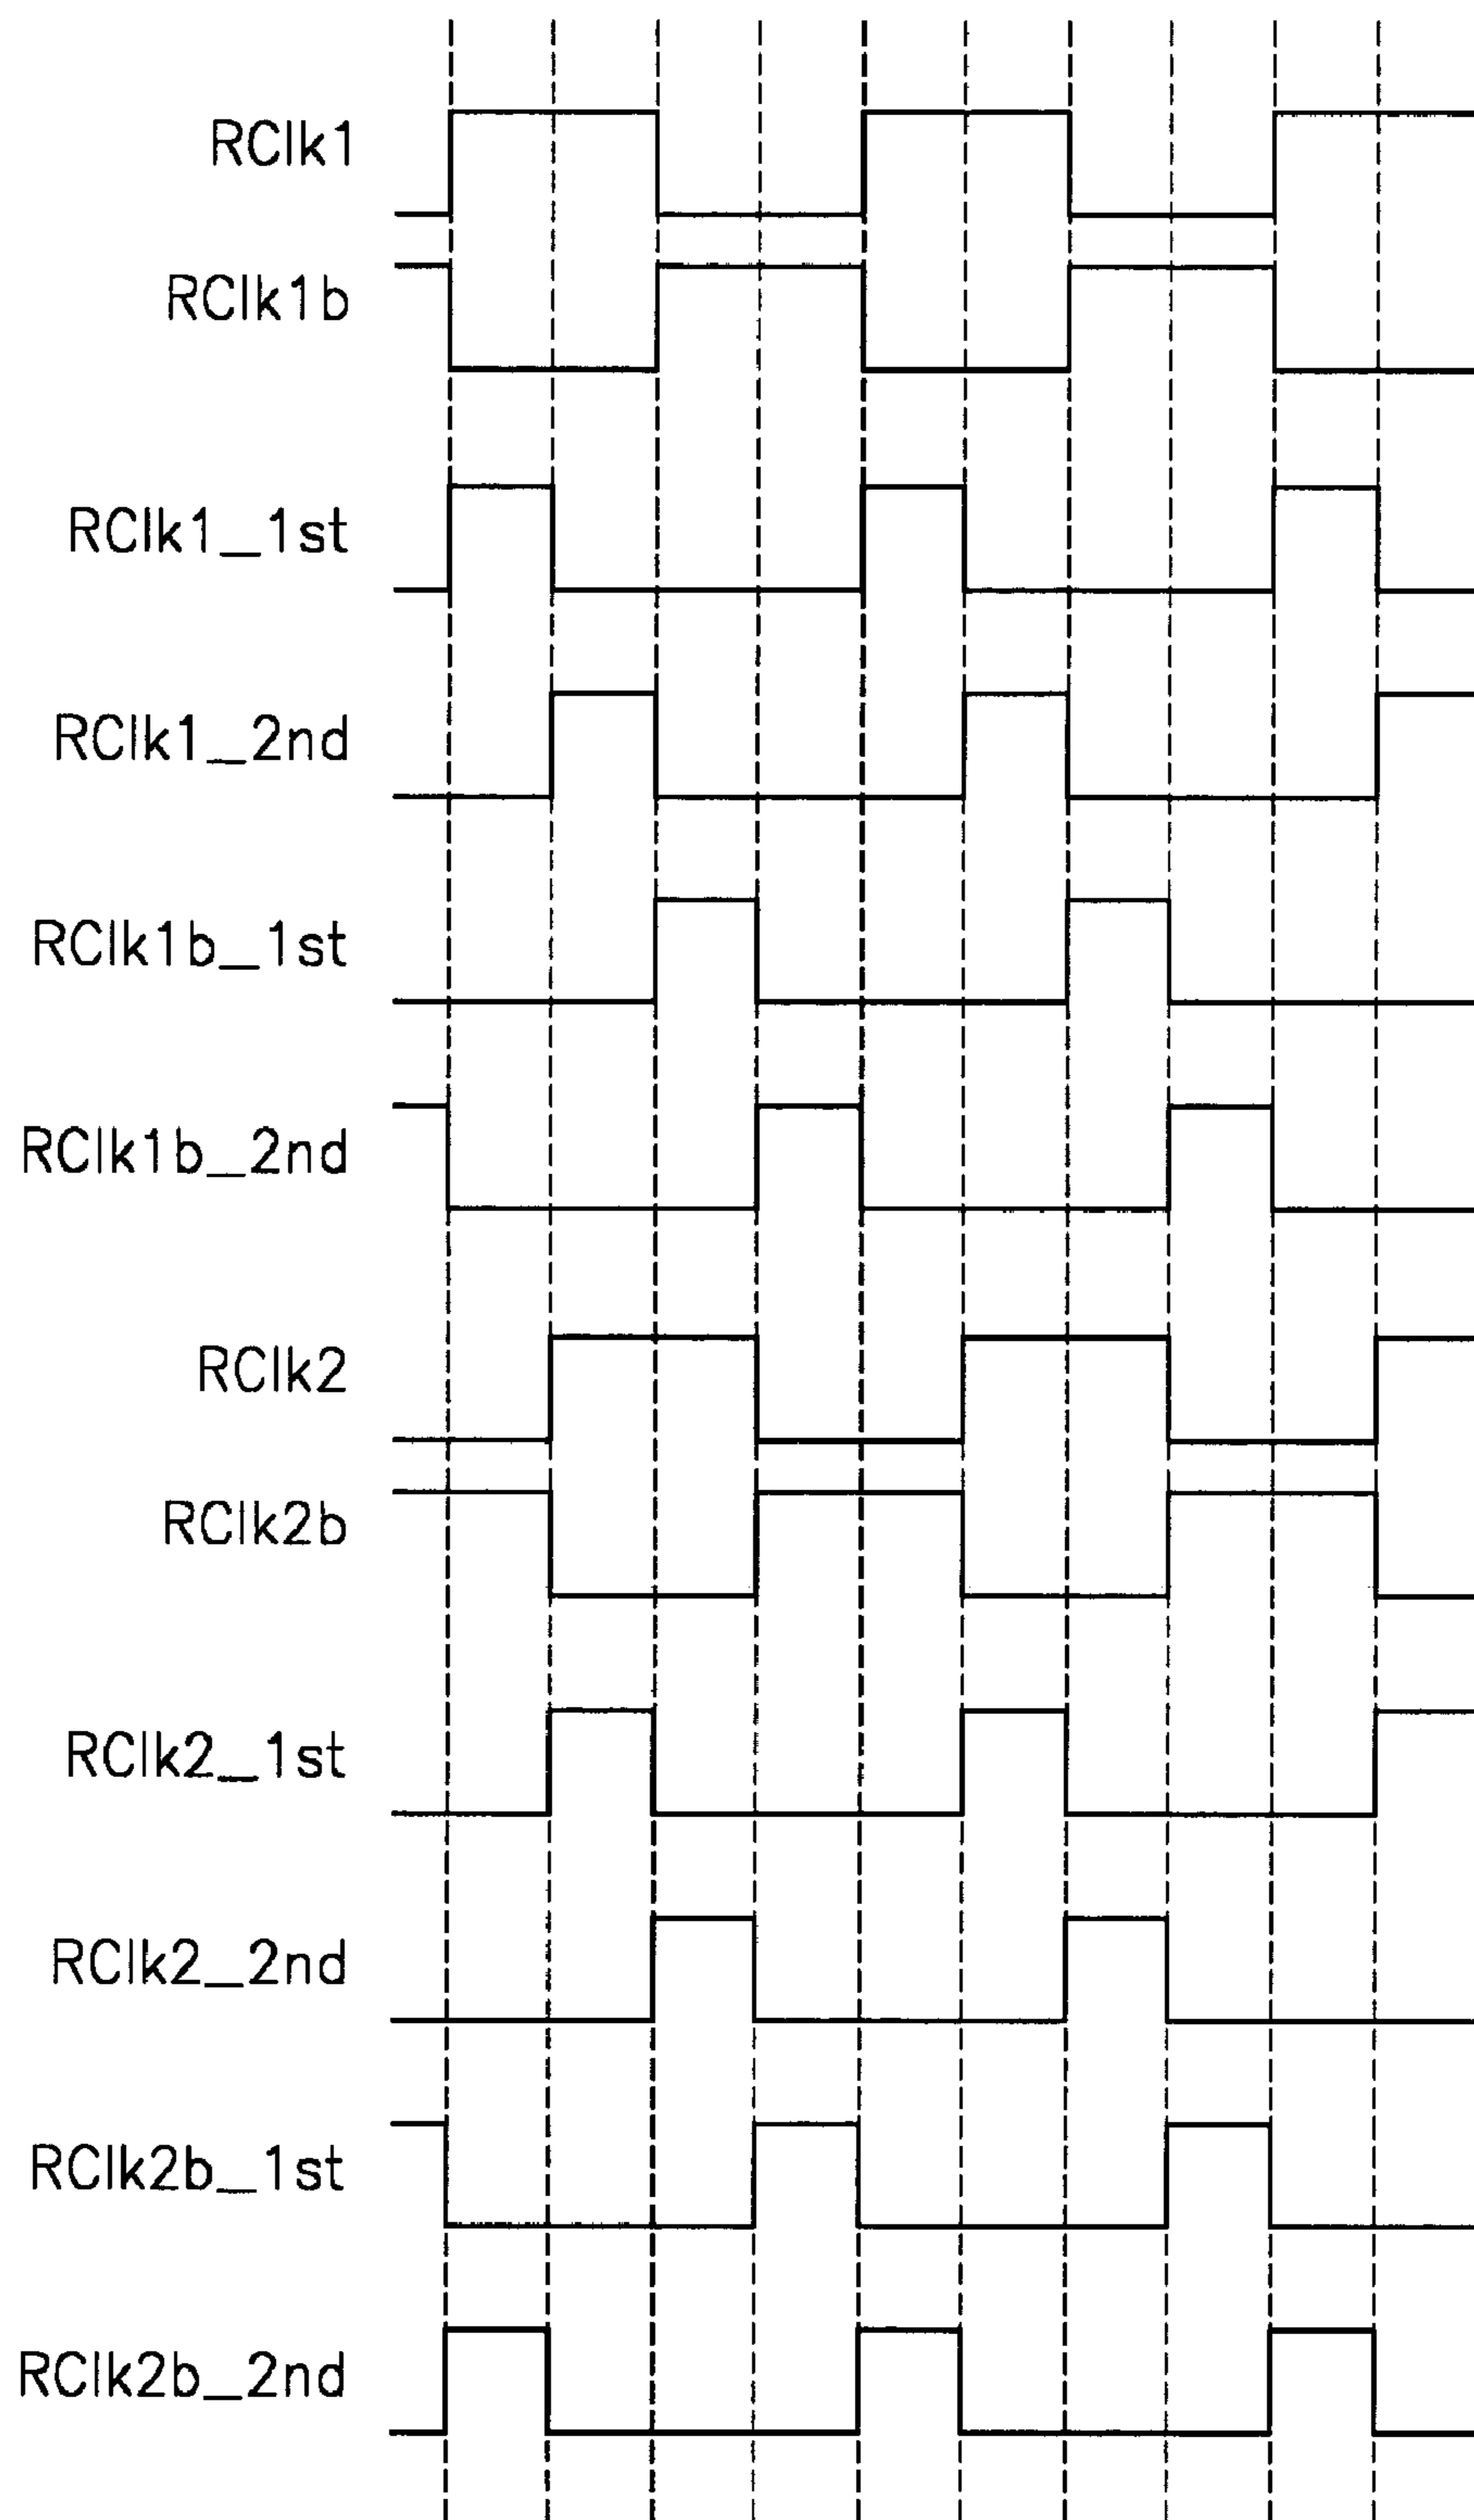 RClk1
RClk1b
RClk1_1st
RClk1_2nd
RClk1b_1st
RClk1b_2nd
RClk2
RClk2b
RClk2_1st
RClk2_2nd
RClk2b_1st
RClk2b_2nd